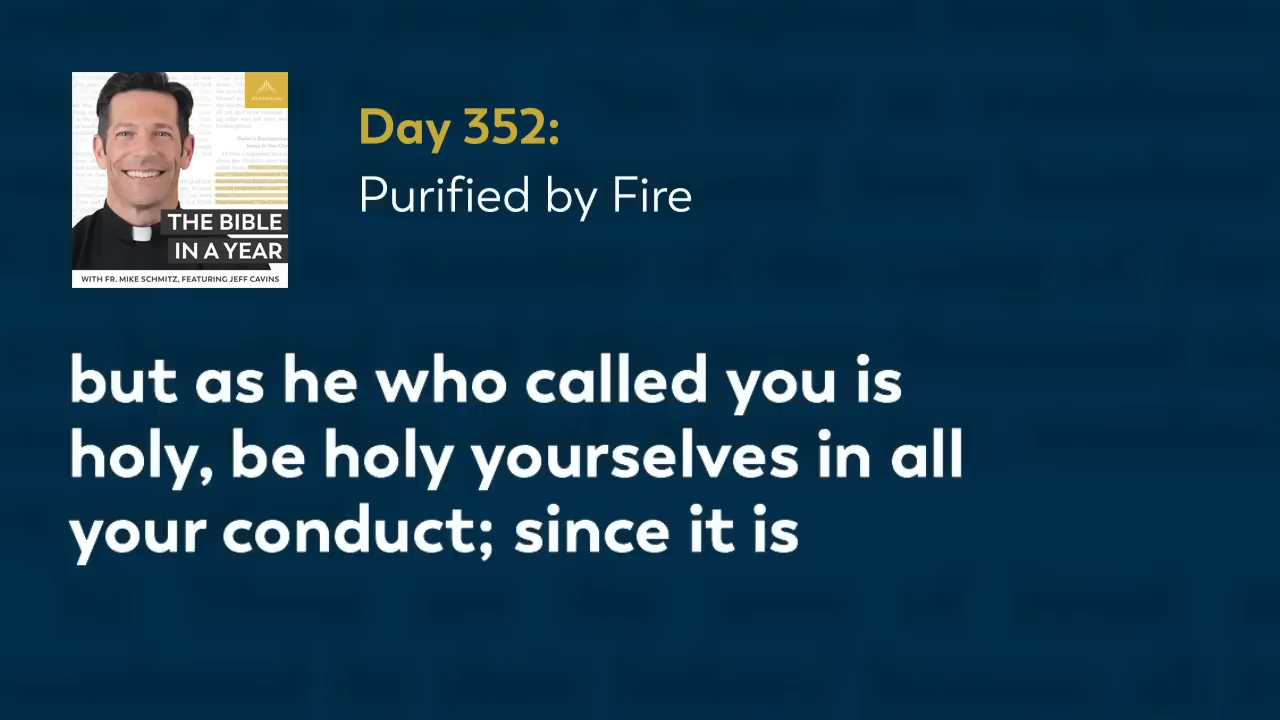 Day 352:
Purified by Fire
THE BIBLE
IN A YEAR
WITH FR. MIKE SCHMITZ, FEATURING JEFF CAVINS
but as he who called you is
holy, be holy yourselves in all
your conduct; since it is